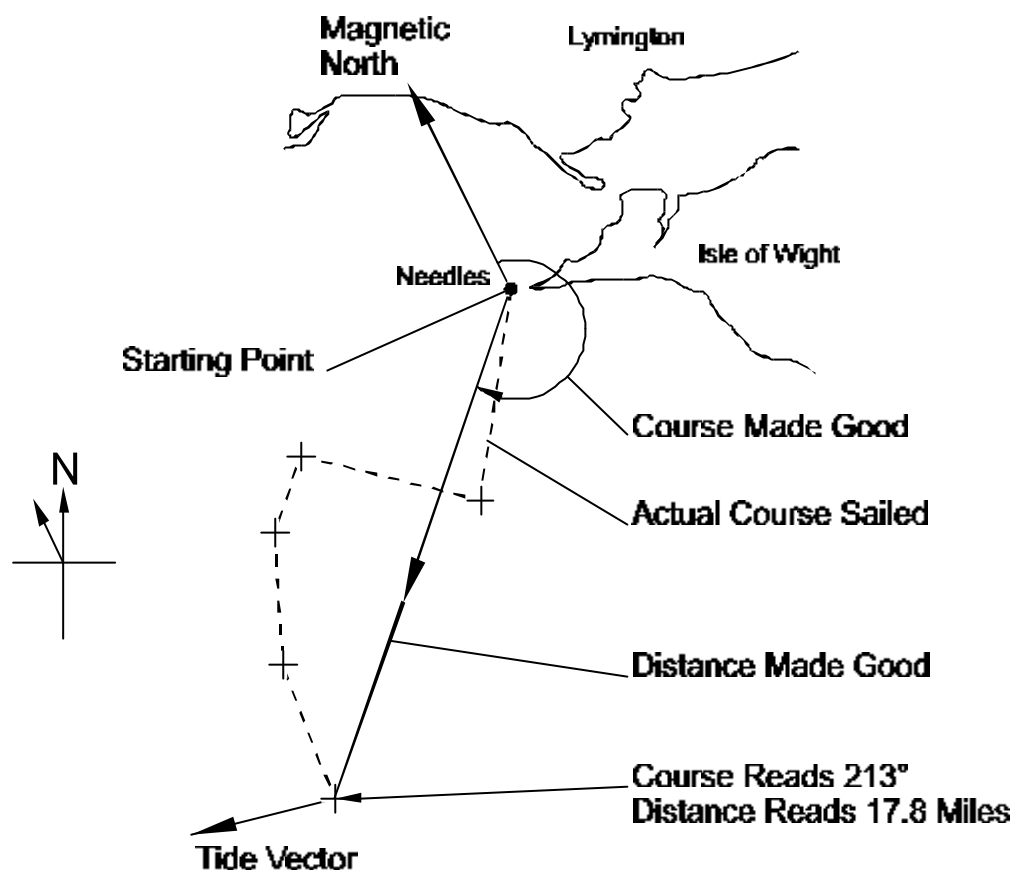 Magnetic
North
Lymington
Isle of Wight
Needles
Starting Point
Course Made Good
N
Actual Course Sailed
Distance Made Good
Course Reads 213°
Distance Reads 17.8 Miles
Tide Vector